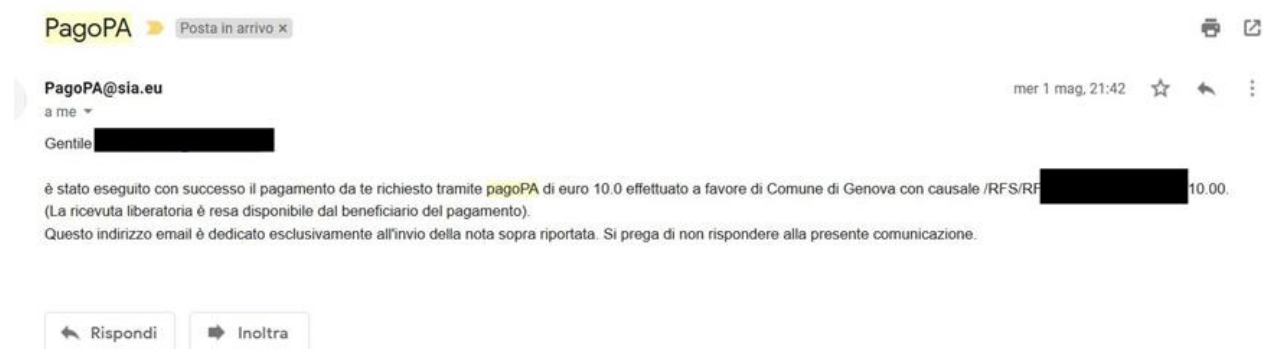 PagoPA Posta in arrivo ×
PagoPA@sia.eu mer 1 mag, 21:42
a me
Gentile
è stato eseguito con successo il pagamento da te richiesto tramite pagoPA di euro 10.0 effettuato a favore di Comune di Genova con causale /RFS/RF 10.00.
(La ricevuta liberatoria è resa disponibile dal beneficiario del pagamento).
Questo indirizzo email è dedicato esclusivamente all'invio della nota sopra riportata. Si prega di non rispondere alla presente comunicazione.
Rispondi Inoltra